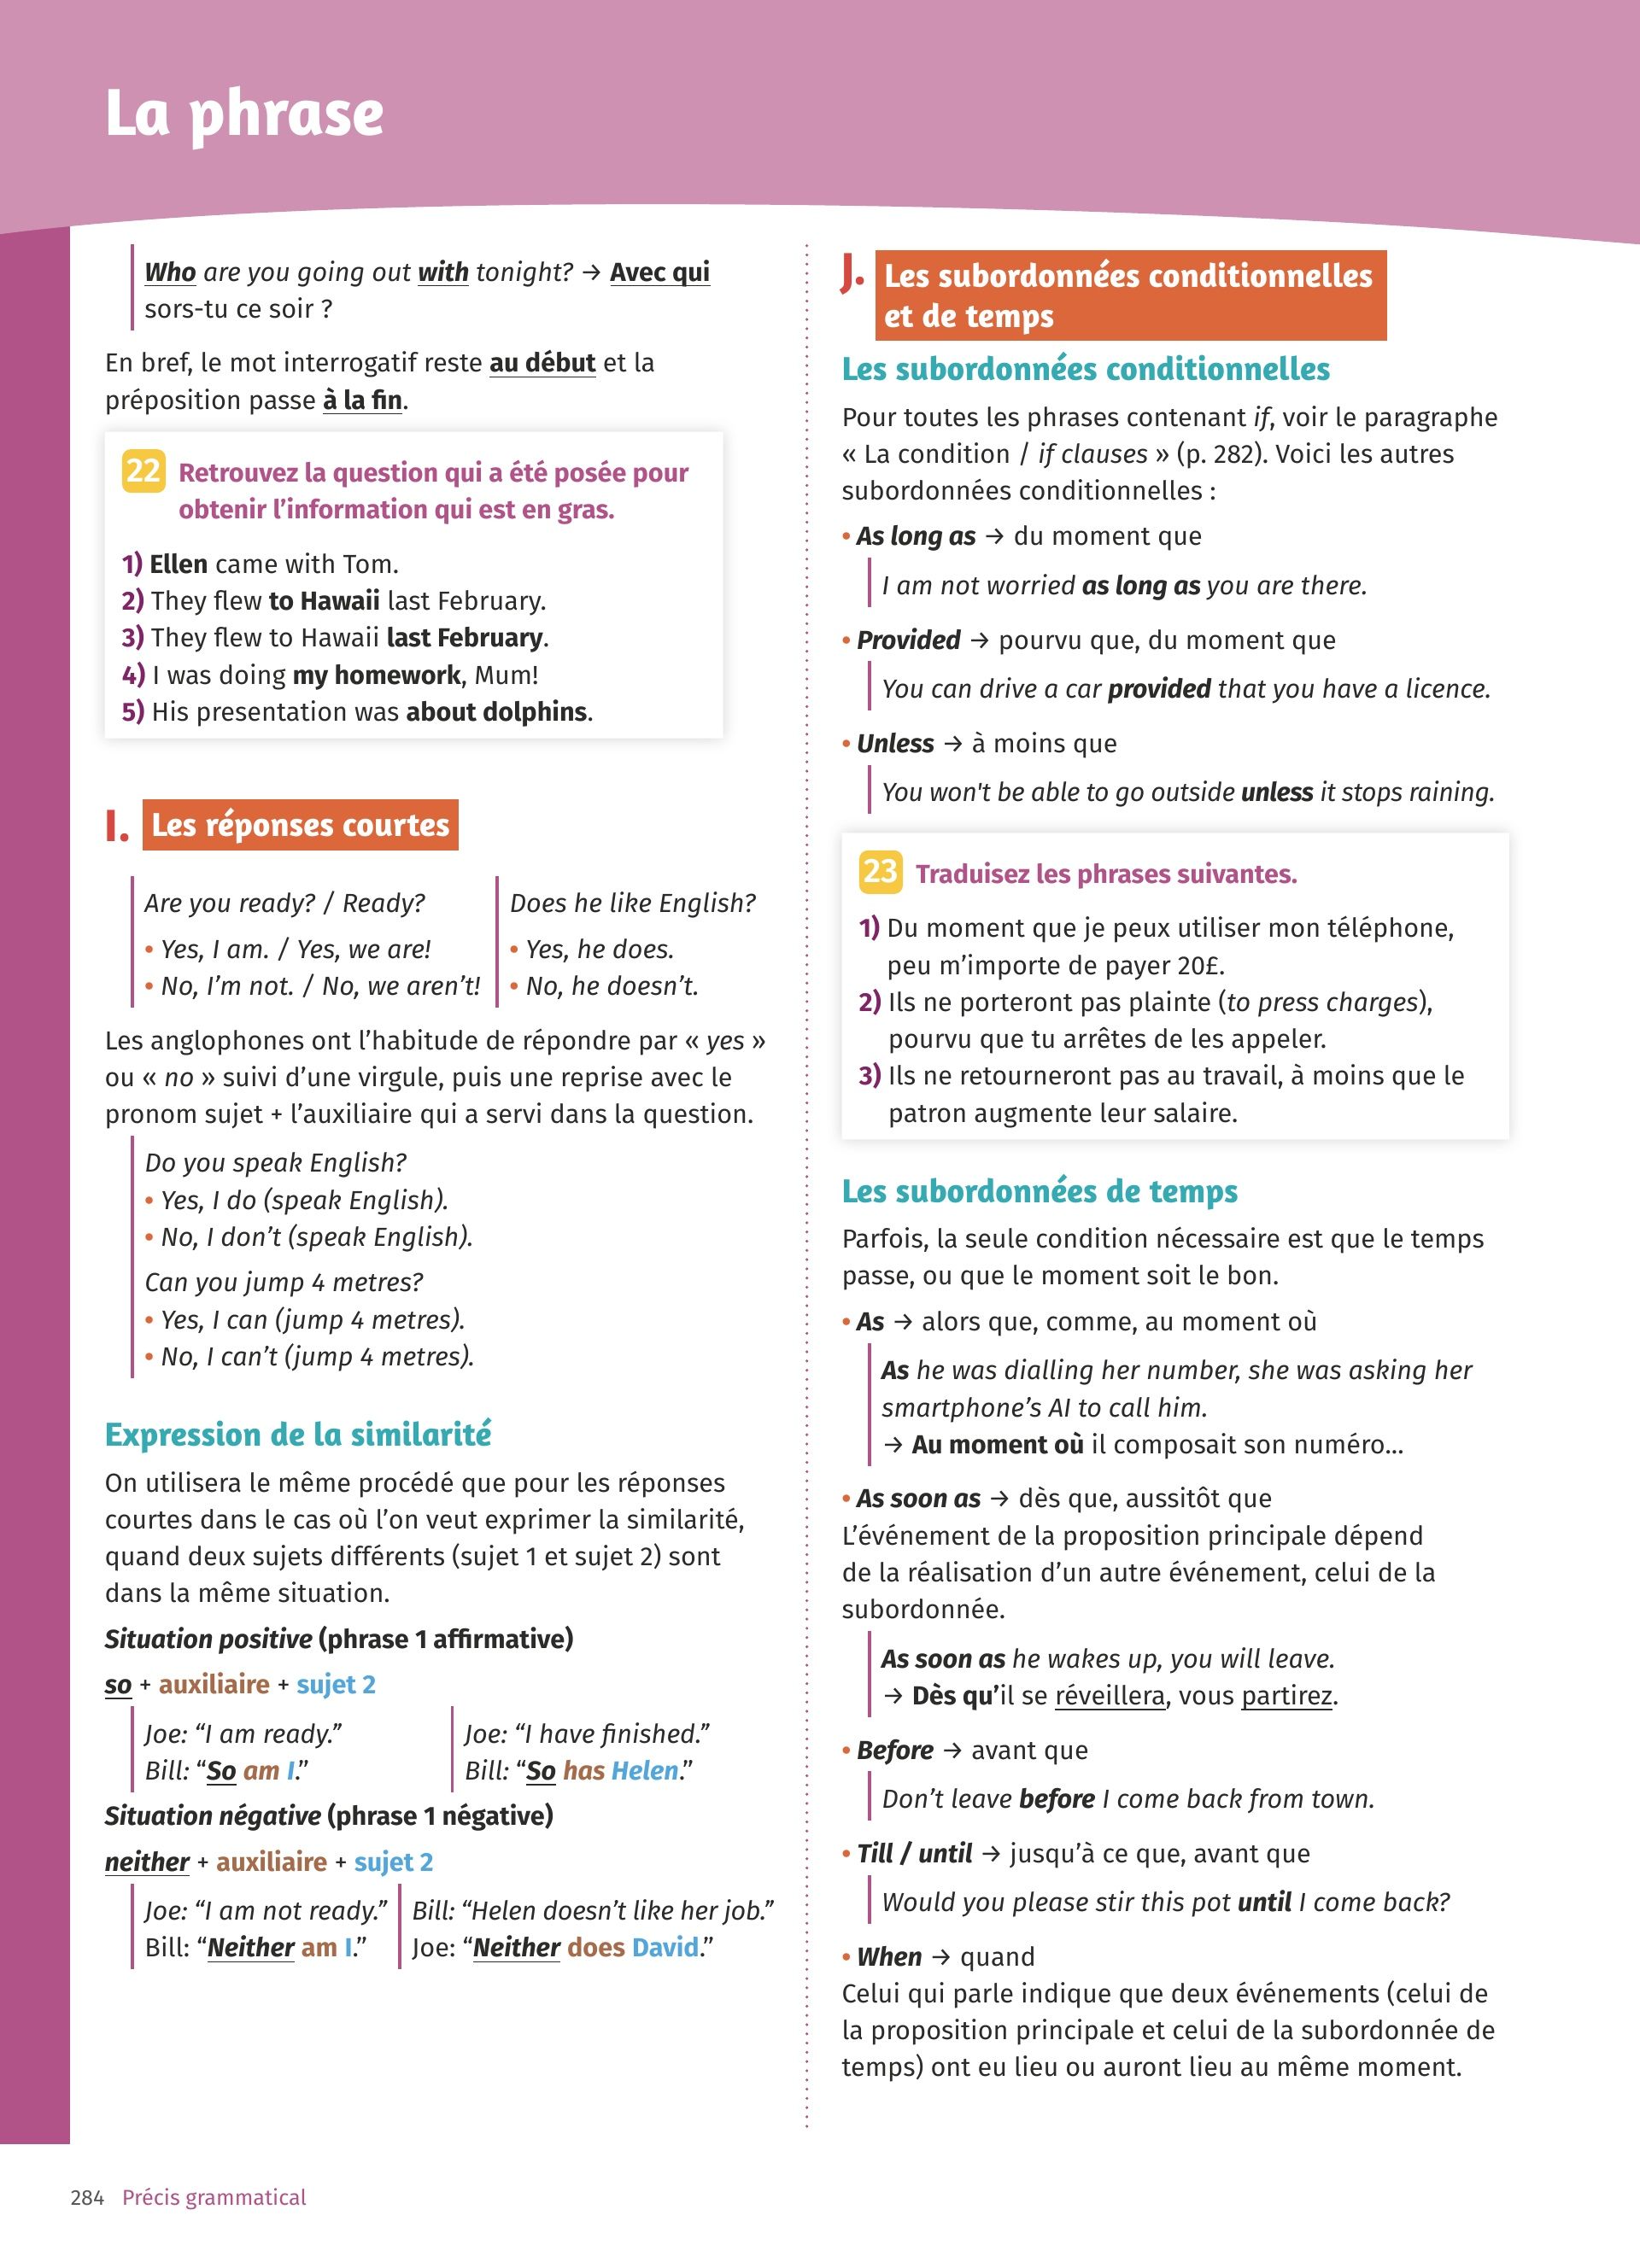 La phrase
Who are you going out with tonight? → Avec qui
sors-tu ce soir ?
En bref, le mot interrogatif reste au début et la
préposition passe à la fin.
22 Retrouvez la question qui a été posée pour
obtenir l’information qui est en gras.
1) Ellen came with Tom.
2) They flew to Hawaii last February.
3) They flew to Hawaii last February.
4) I was doing my homework, Mum!
5) His presentation was about dolphins.
I. Les réponses courtes
Are you ready? / Ready?
• Yes, I am. / Yes, we are!
• No, I’m not. / No, we aren’t!
Does he like English?
• Yes, he does.
• No, he doesn’t.
Les anglophones ont l’habitude de répondre par « yes »
ou « no » suivi d’une virgule, puis une reprise avec le
pronom sujet + l’auxiliaire qui a servi dans la question.
Do you speak English?
• Yes, I do (speak English).
• No, I don’t (speak English).
Can you jump 4 metres?
• Yes, I can (jump 4 metres).
• No, I can’t (jump 4 metres).
Expression de la similarité
On utilisera le même procédé que pour les réponses
courtes dans le cas où l’on veut exprimer la similarité,
quand deux sujets différents (sujet 1 et sujet 2) sont
dans la même situation.
Situation positive (phrase 1 affirmative)
so + auxiliaire + sujet 2
Joe: “I am ready.”
Bill: “So am I.”
Joe: “I have finished.”
Bill: “So has Helen.”
Situation négative (phrase 1 négative)
neither + auxiliaire + sujet 2
Joe: “I am not ready.”
Bill: “Neither am I.”
Bill: “Helen doesn’t like her job.”
Joe: “Neither does David.”
J. Les subordonnées conditionnelles
et de temps
Les subordonnées conditionnelles
Pour toutes les phrases contenant if, voir le paragraphe
« La condition / if clauses » (p. 282). Voici les autres
subordonnées conditionnelles :
• As long as → du moment que
I am not worried as long as you are there.
• Provided → pourvu que, du moment que
You can drive a car provided that you have a licence.
• Unless → à moins que
You won't be able to go outside unless it stops raining.
23 Traduisez les phrases suivantes.
1) Du moment que je peux utiliser mon téléphone,
peu m’importe de payer 20£.
2) Ils ne porteront pas plainte (to press charges),
pourvu que tu arrêtes de les appeler.
3) Ils ne retourneront pas au travail, à moins que le
patron augmente leur salaire.
Les subordonnées de temps
Parfois, la seule condition nécessaire est que le temps
passe, ou que le moment soit le bon.
• As → alors que, comme, au moment où
As he was dialling her number, she was asking her
smartphone’s AI to call him.
→ Au moment où il composait son numéro...
• As soon as → dès que, aussitôt que
L’événement de la proposition principale dépend
de la réalisation d’un autre événement, celui de la
subordonnée.
As soon as he wakes up, you will leave.
→ Dès qu’il se réveillera, vous partirez.
• Before → avant que
Don’t leave before I come back from town.
• Till / until → jusqu’à ce que, avant que
Would you please stir this pot until I come back?
• When → quand
Celui qui parle indique que deux événements (celui de
la proposition principale et celui de la subordonnée de
temps) ont eu lieu ou auront lieu au même moment.
284 Précis grammatical